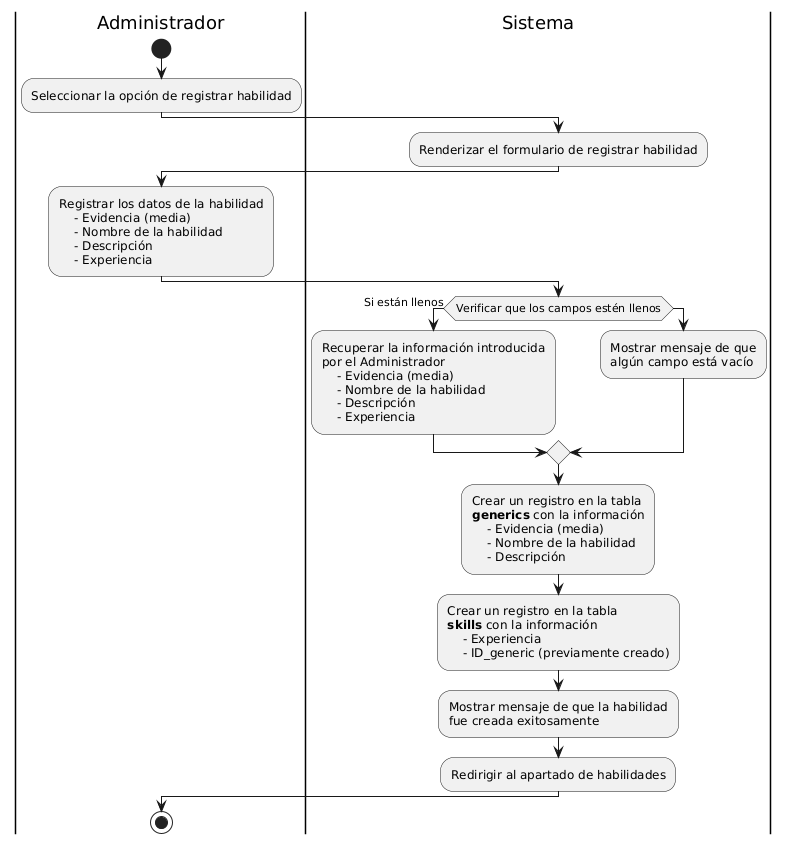 Administrador
Sistema
Seleccionar la opción de registrar habilidad
Renderizar el formulario de registrar habilidad
Registrar los datos de la habilidad
- Evidencia (media)
- Nombre de la habilidad
- Descripción
- Experiencia
Si están llenos
Verificar que los campos estén llenos
Recuperar la información introducida
por el Administrador
- Evidencia (media)
- Nombre de la habilidad
- Descripción
- Experiencia
Mostrar mensaje de que
algún campo está vacío
Crear un registro en la tabla
generics con la información
- Evidencia (media)
- Nombre de la habilidad
- Descripción
Crear un registro en la tabla
skills con la información
- Experiencia
- ID_generic (previamente creado)
Mostrar mensaje de que la habilidad
fue creada exitosamente
Redirigir al apartado de habilidades